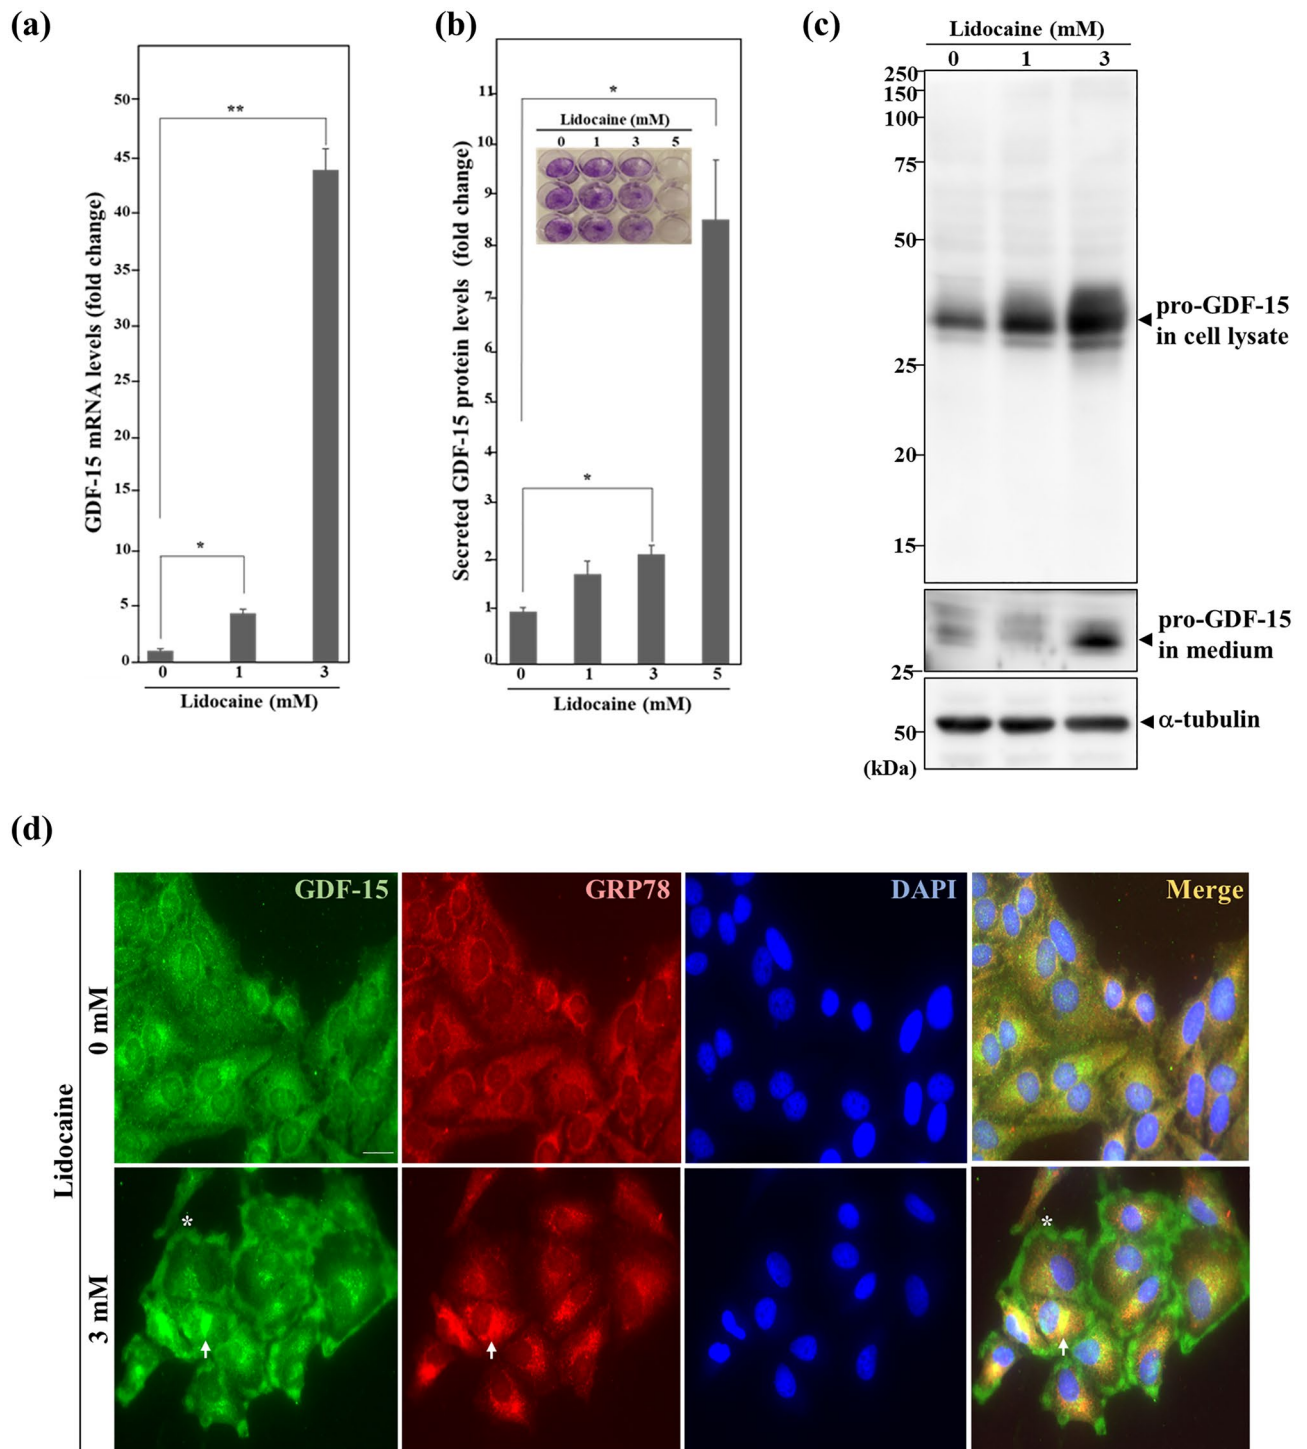 (a)
50
45
40
35
30
25
20
15
10
5
0
GDF-15 mRNA levels (fold change)
**
*
0 1 3
Lidocaine (mM)
(b)
11
10
9
8
7
6
5
4
3
2
1
0
Secreted GDF-15 protein levels (fold change)
*
Lidocaine (mM)
0 1 3 5
*
0 1 3 5
Lidocaine (mM)
(c)
Lidocaine (mM)
0 1 3
250
150
100
75
50
25
20
15
pro-GDF-15
in cell lysate
pro-GDF-15
in medium
25
α-tubulin
50
(kDa)
(d)
GDF-15 GRP78 DAPI Merge
Lidocaine
0 mM
3 mM
*
*